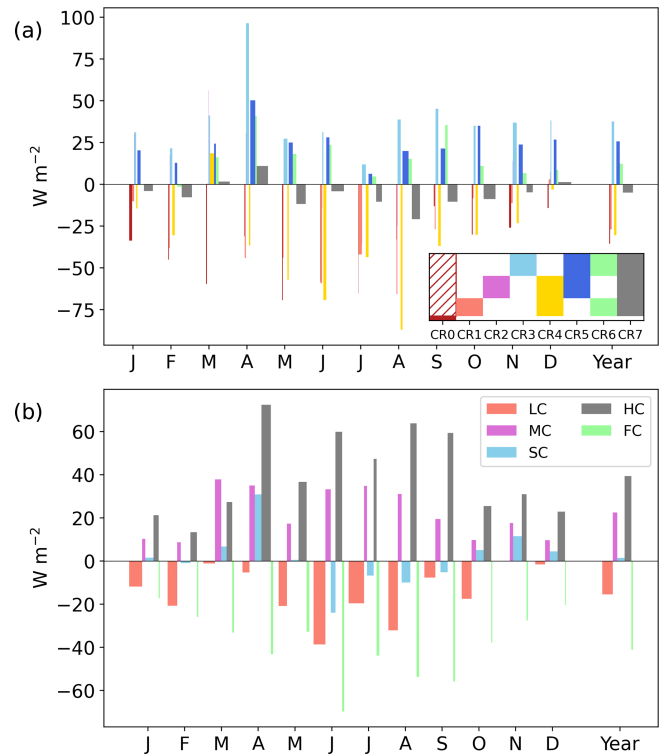 (a)
W m⁻²
100
75
50
25
0
−25
−50
−75
CR0 CR1 CR2 CR3 CR4 CR5 CR6 CR7
J F M A M J J A S O N D Year
(b)
W m⁻²
60
40
20
0
−20
−40
−60
LC HC
MC FC
SC
J F M A M J J A S O N D Year